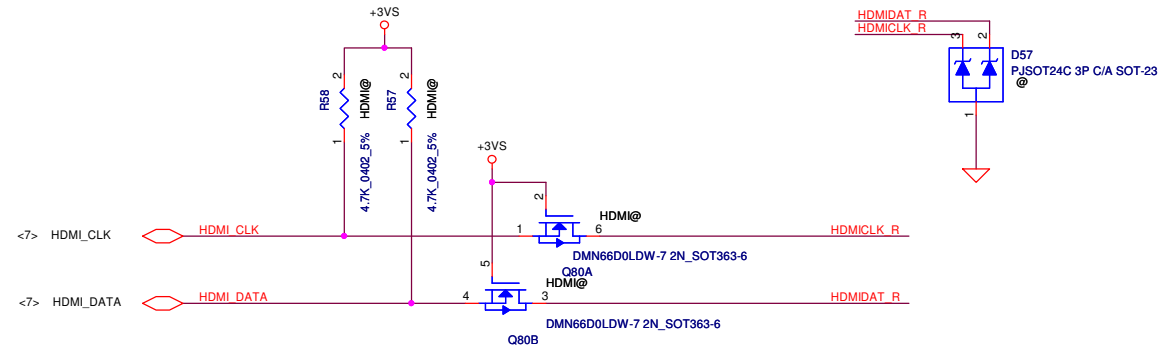 +3VS
HDMIDAT_R
HDMICLK_R
3
2
D57
PJSOT24C 3P C/A SOT-23
@
1
2
R58
HDMI@
1
4.7K_0402_5%
2
R57
HDMI@
1
4.7K_0402_5%
+3VS
2
HDMI@
<7> HDMI_CLK
HDMI_CLK
1
6
HDMICLK_R
DMN66D0LDW-7 2N_SOT363-6
Q80A
5
HDMI@
<7> HDMI_DATA
HDMI_DATA
4
3
HDMIDAT_R
DMN66D0LDW-7 2N_SOT363-6
Q80B